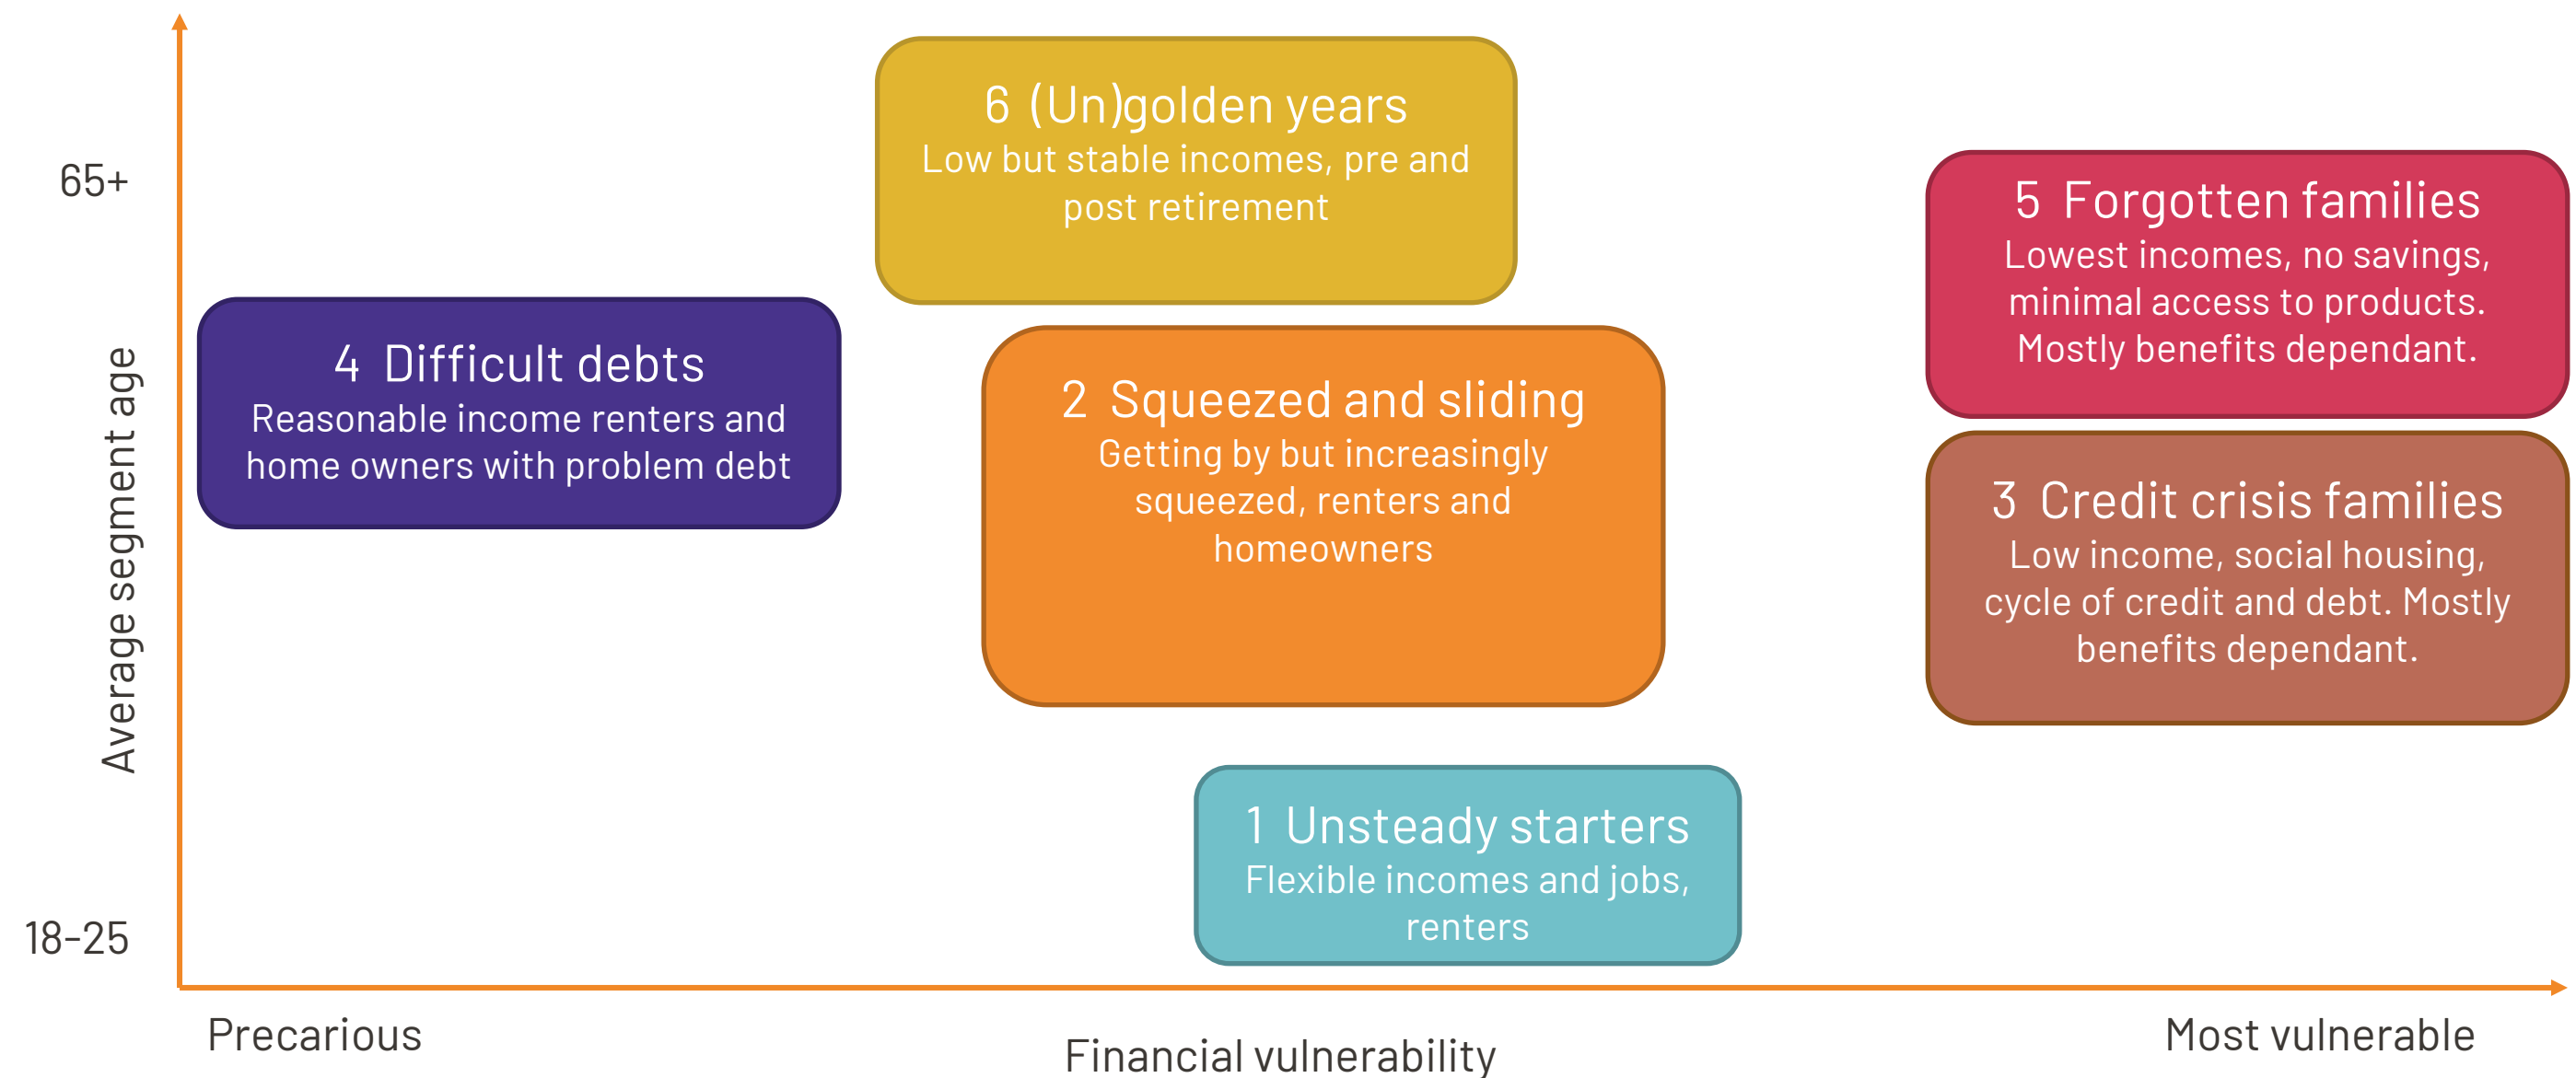 6 (Un)golden years
Low but stable incomes, pre and
post retirement
65+
5 Forgotten families
Lowest incomes, no savings,
minimal access to products.
Mostly benefits dependant.
4 Difficult debts
Reasonable income renters and
home owners with problem debt
2 Squeezed and sliding
Getting by but increasingly
squeezed, renters and
homeowners
Average segment age
3 Credit crisis families
Low income, social housing,
cycle of credit and debt. Mostly
benefits dependant.
1 Unsteady starters
Flexible incomes and jobs,
renters
18-25
Precarious
Financial vulnerability
Most vulnerable